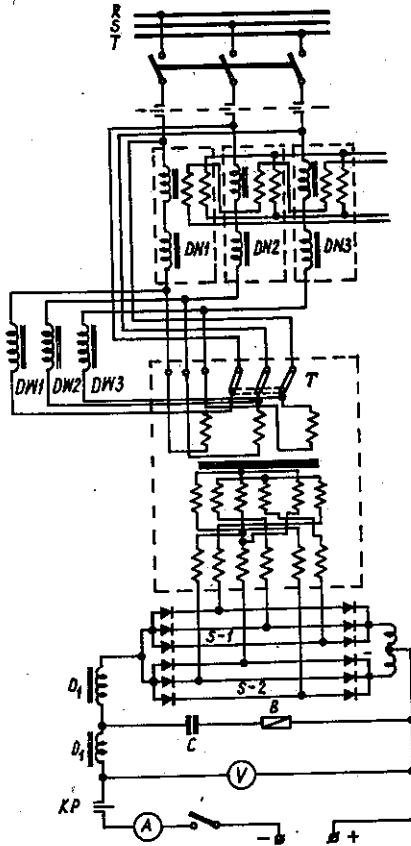 R
S
T
DN1
DN2
DN3
DW1
DW2
DW3
T
S-1
S-2
D1
B
C
D1
V
KP
A
- +